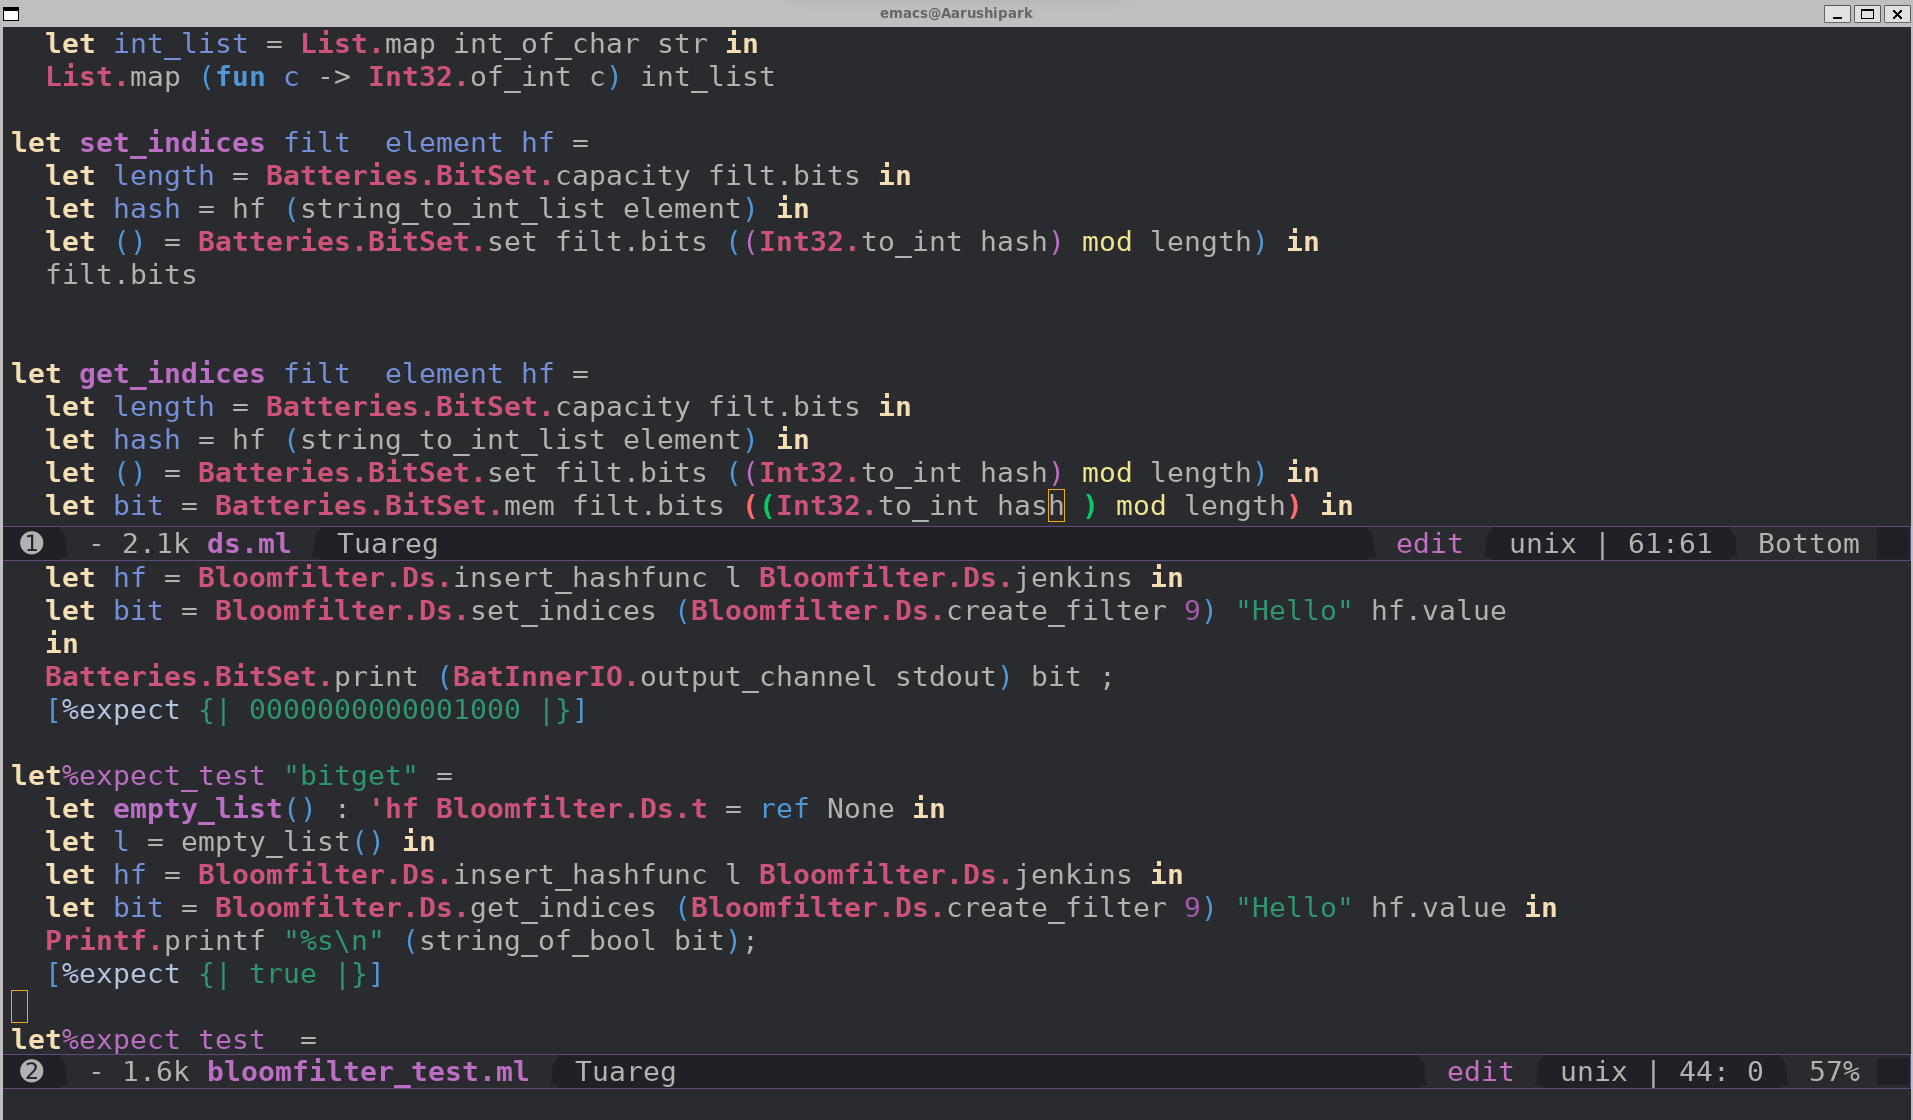 emacs@Aarushipark
  let int_list = List.map int_of_char str in
  List.map (fun c -> Int32.of_int c) int_list

let set_indices filt  element hf =
  let length = Batteries.BitSet.capacity filt.bits in
  let hash = hf (string_to_int_list element) in
  let () = Batteries.BitSet.set filt.bits ((Int32.to_int hash) mod length) in
  filt.bits

let get_indices filt  element hf =
  let length = Batteries.BitSet.capacity filt.bits in
  let hash = hf (string_to_int_list element) in
  let () = Batteries.BitSet.set filt.bits ((Int32.to_int hash) mod length) in
  let bit = Batteries.BitSet.mem filt.bits ((Int32.to_int hash ) mod length) in
❶ - 2.1k ds.ml Tuareg edit unix | 61:61 Bottom
  let hf = Bloomfilter.Ds.insert_hashfunc l Bloomfilter.Ds.jenkins in
  let bit = Bloomfilter.Ds.set_indices (Bloomfilter.Ds.create_filter 9) "Hello" hf.value
  in
  Batteries.BitSet.print (BatInnerIO.output_channel stdout) bit ;
  [%expect {| 0000000000001000 |}]

let%expect_test "bitget" =
  let empty_list() : 'hf Bloomfilter.Ds.t = ref None in
  let l = empty_list() in
  let hf = Bloomfilter.Ds.insert_hashfunc l Bloomfilter.Ds.jenkins in
  let bit = Bloomfilter.Ds.get_indices (Bloomfilter.Ds.create_filter 9) "Hello" hf.value in
  Printf.printf "%s\n" (string_of_bool bit);
  [%expect {| true |}]

let%expect_test  =
❷ - 1.6k bloomfilter_test.ml Tuareg edit unix | 44: 0 57%